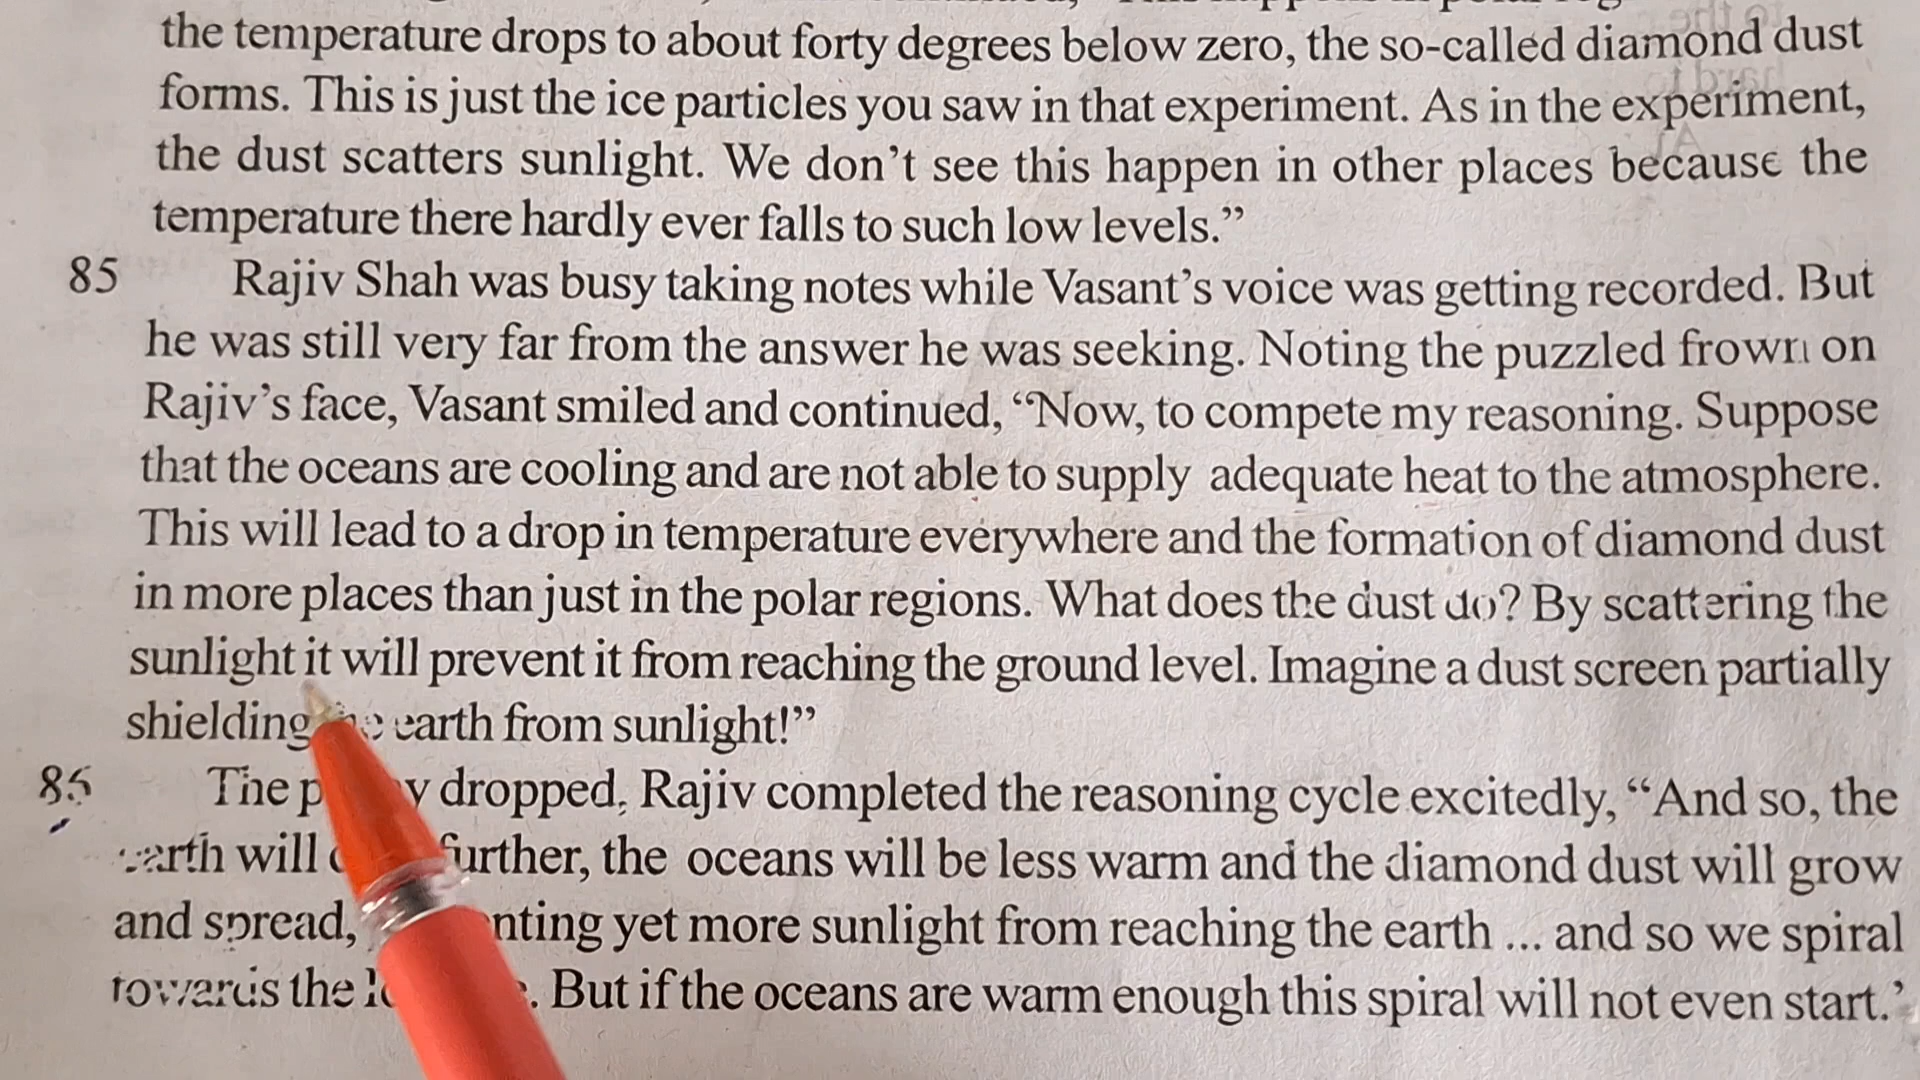 the temperature drops to about forty degrees below zero, the so-called diamond dust
forms. This is just the ice particles you saw in that experiment. As in the experiment,
the dust scatters sunlight. We don't see this happen in other places because the
temperature there hardly ever falls to such low levels.”
85 Rajiv Shah was busy taking notes while Vasant's voice was getting recorded. But
he was still very far from the answer he was seeking. Noting the puzzled frown on
Rajiv's face, Vasant smiled and continued, “Now, to compete my reasoning. Suppose
that the oceans are cooling and are not able to supply adequate heat to the atmosphere.
This will lead to a drop in temperature everywhere and the formation of diamond dust
in more places than just in the polar regions. What does the dust do? By scattering the
sunlight it will prevent it from reaching the ground level. Imagine a dust screen partially
shielding earth from sunlight!”
The dropped, Rajiv completed the reasoning cycle excitedly, “And so, the
earth will further, the oceans will be less warm and the diamond dust will grow
and spread, yet more sunlight from reaching the earth ... and so we spiral
towards the But if the oceans are warm enough this spiral will not even start.’